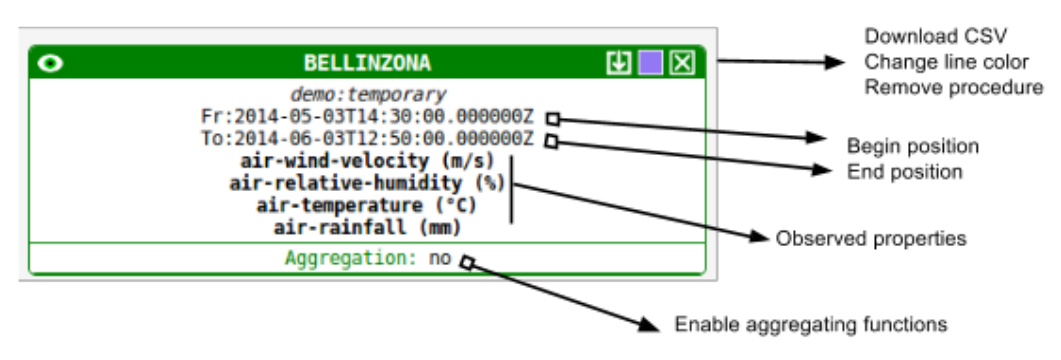 Download CSV
BELLINZONA
Change line color
Remove procedure
demo:temporary
Fr:2014-05-03T14:30:00.000000Z
To:2014-06-03T12:50:00.000000Z
Begin position
End position
air-wind-velocity (m/s)
air-relative-humidity (%)
air-temperature (°C)
air-rainfall (mm)
Observed properties
Aggregation: no
Enable aggregating functions